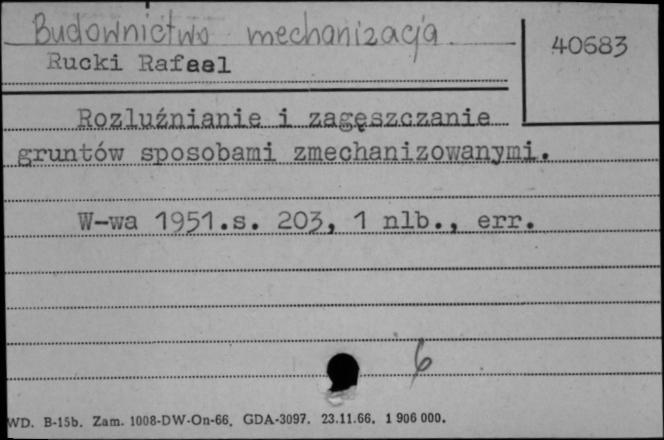 Budownictwo mechanizacja
40683
Rucki Rafael
Rozluźnianie i zagęszczanie
gruntów sposobami zmechanizowanymi.
W-wa 1951.s. 203, 1 nlb., err.
6
WD. B-15b. Zam. 1008-DW-On-66. GDA-3097. 23.11.66. 1 906 000.